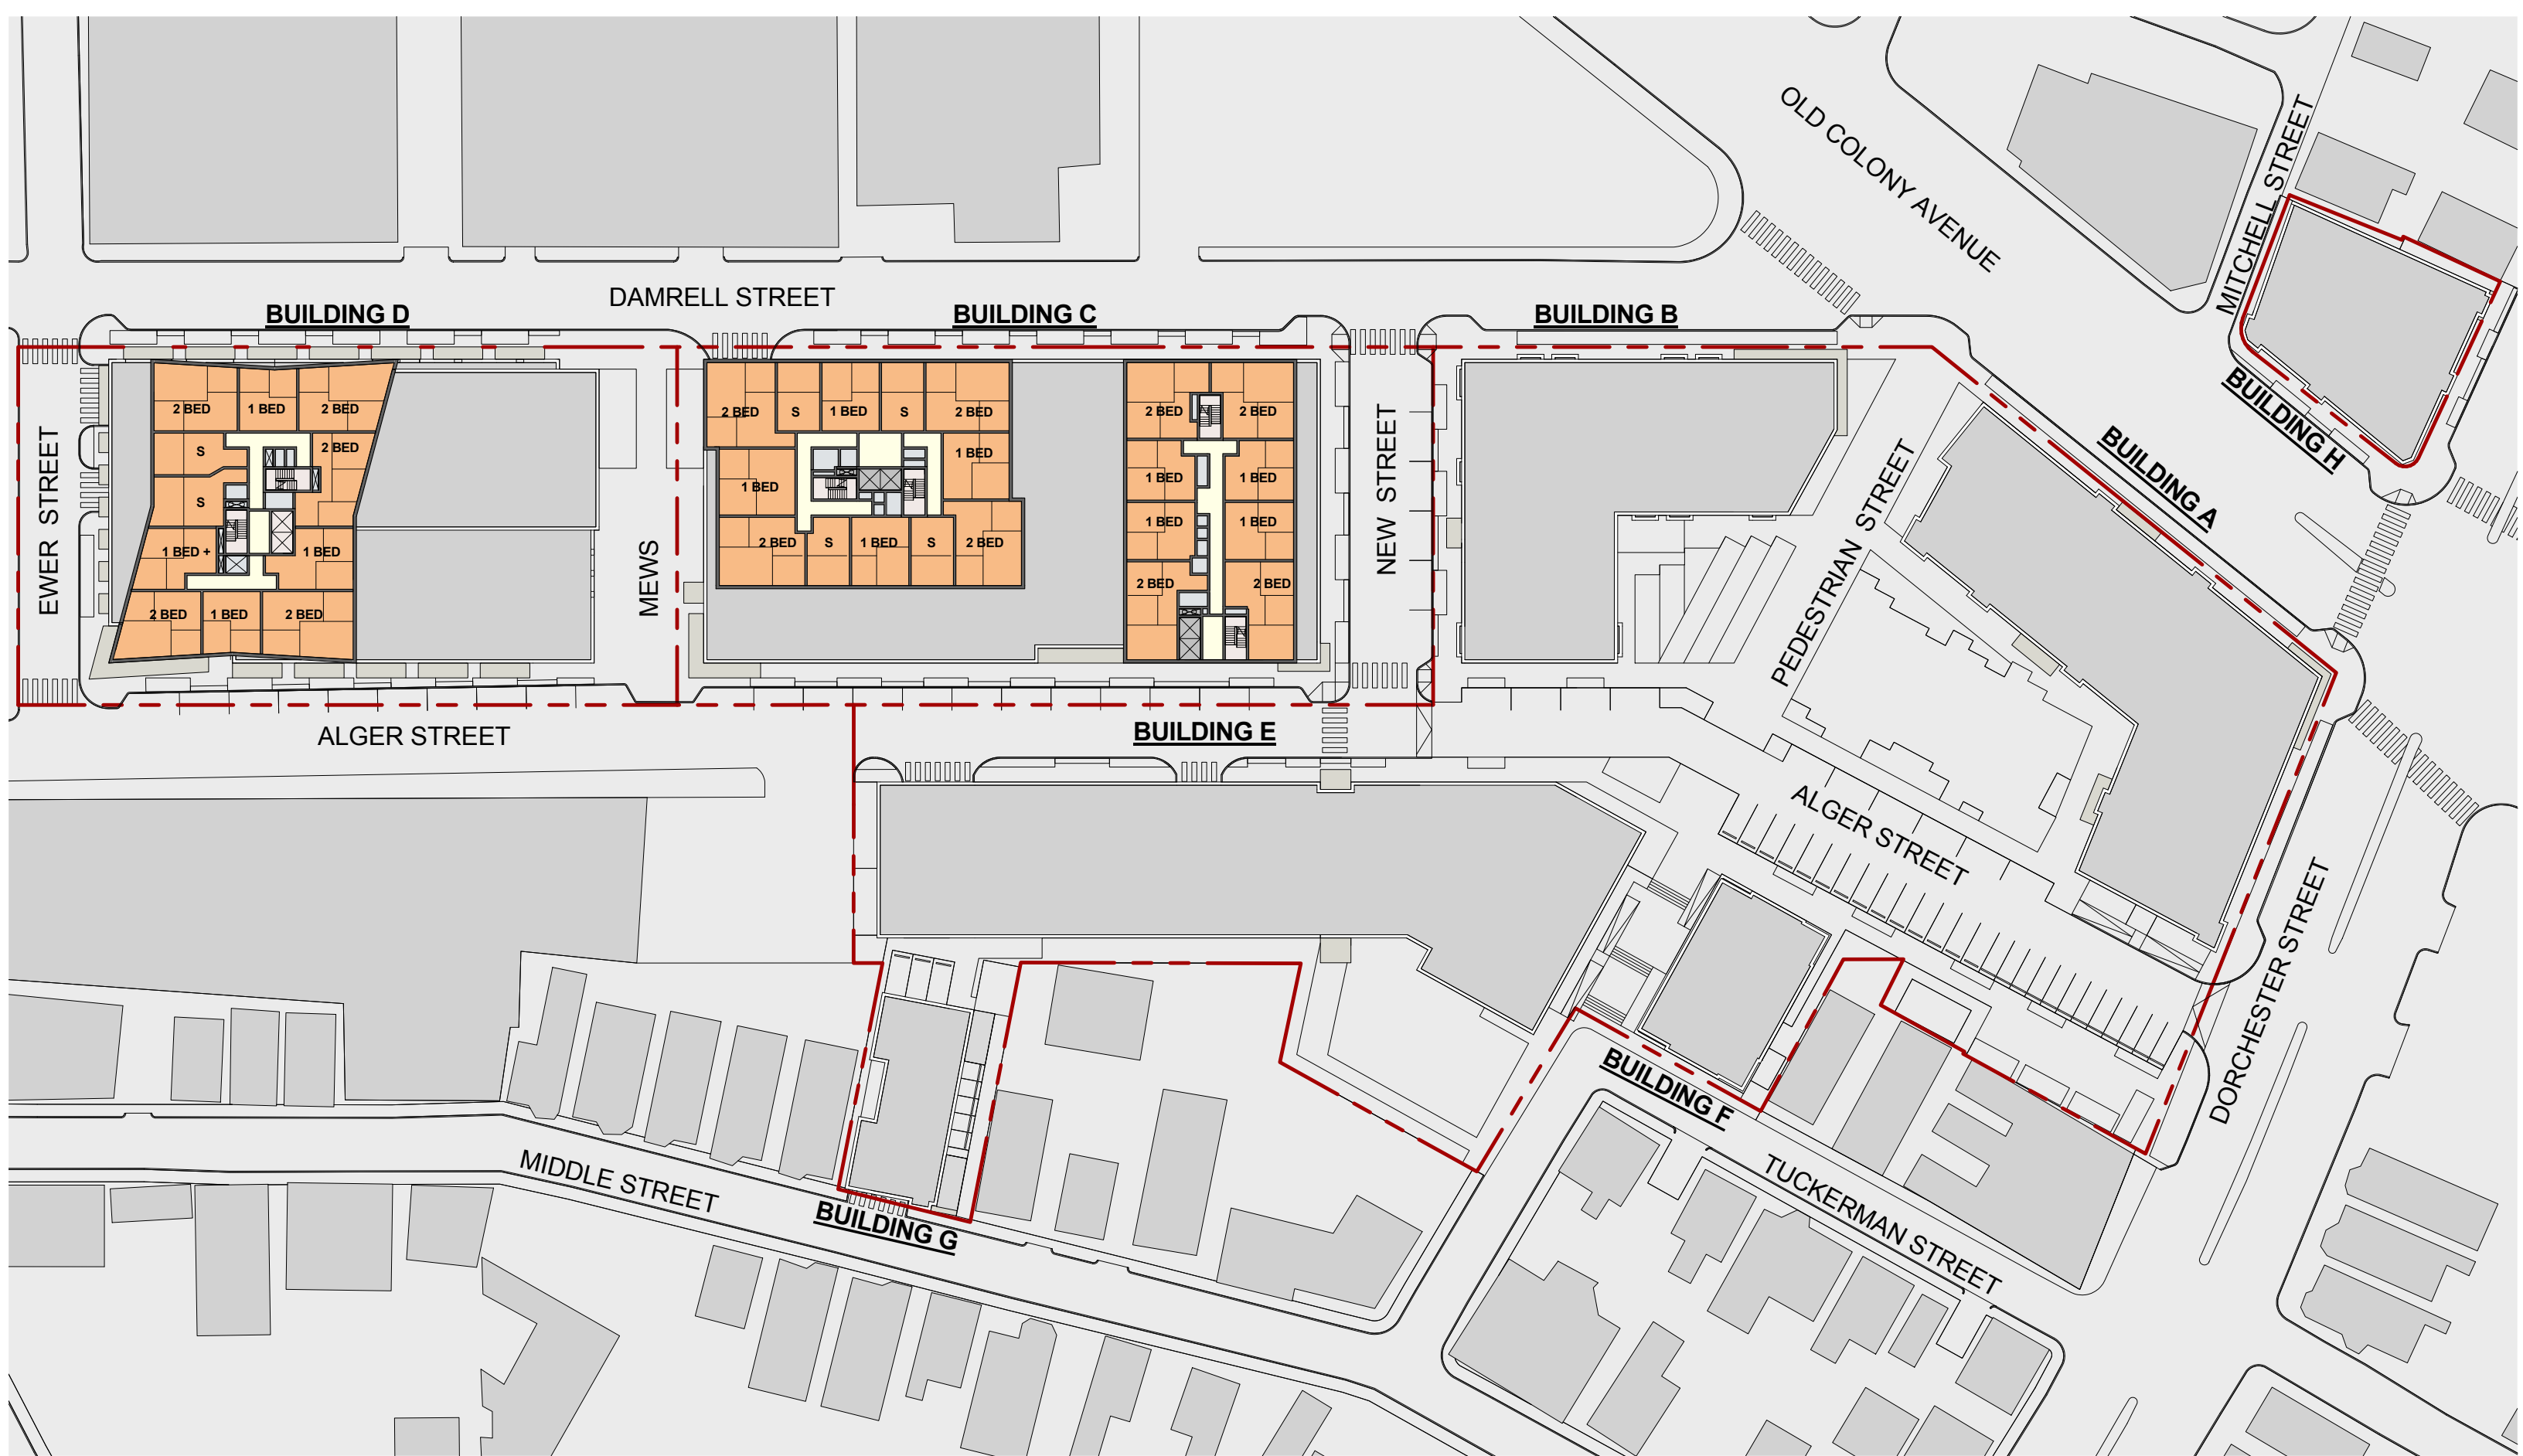 OLD COLONY AVENUE
MITCHELL STREET
DAMRELL STREET
BUILDING D
BUILDING C
BUILDING B
BUILDING H
BUILDING A
EWER STREET
2 BED
1 BED
2 BED
S
2 BED
S
1 BED +
1 BED
2 BED
1 BED
2 BED
MEWS
2 BED
S
1 BED
S
2 BED
1 BED
1 BED
2 BED
S
1 BED
S
2 BED
2 BED
2 BED
1 BED
1 BED
1 BED
1 BED
2 BED
2 BED
NEW STREET
PEDESTRIAN STREET
ALGER STREET
BUILDING E
ALGER STREET
DORCHESTER STREET
BUILDING F
TUCKERMAN STREET
MIDDLE STREET
BUILDING G